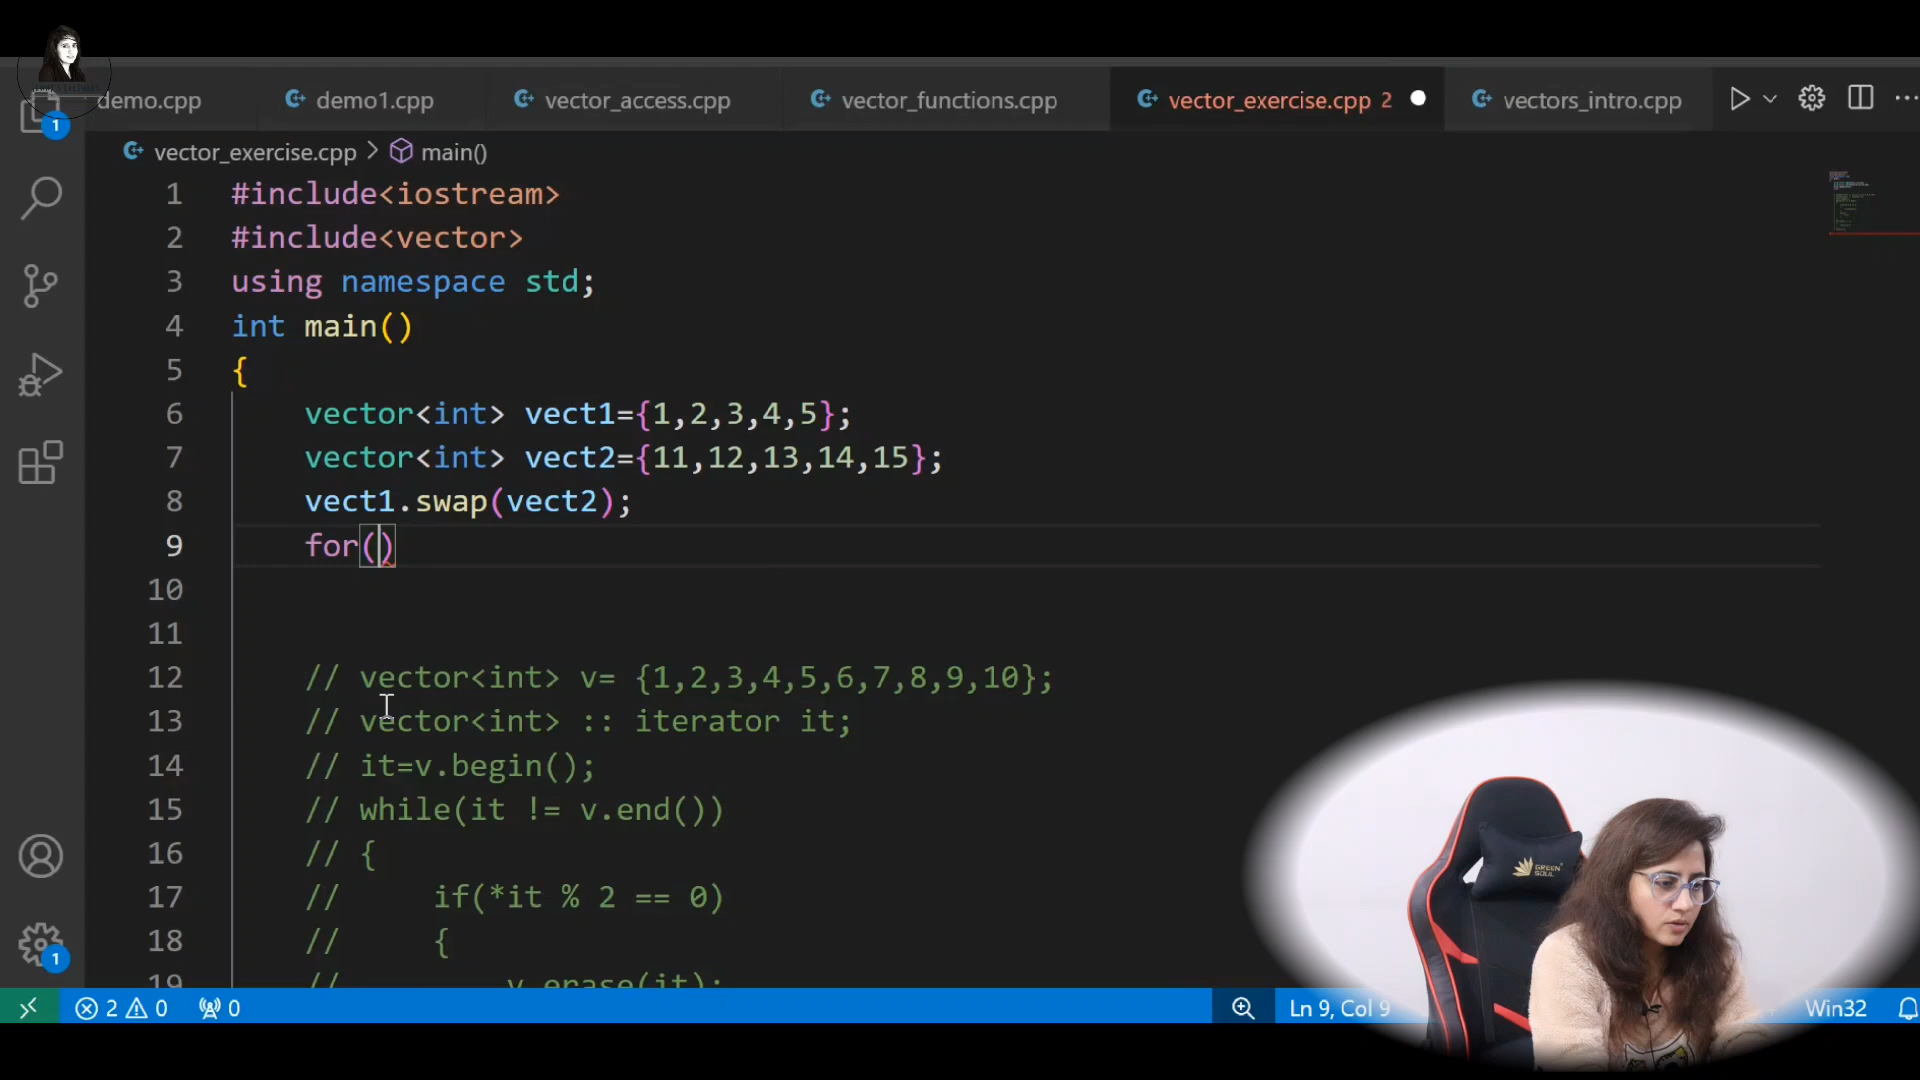 demo.cpp demo1.cpp vector_access.cpp vector_functions.cpp vector_exercise.cpp 2 vectors_intro.cpp
1
vector_exercise.cpp > main()
1 #include<iostream>
2 #include<vector>
3 using namespace std;
4 int main()
5 {
6 vector<int> vect1={1,2,3,4,5};
7 vector<int> vect2={11,12,13,14,15};
8 vect1.swap(vect2);
9 for()
10
11
12 // vector<int> v= {1,2,3,4,5,6,7,8,9,10};
13 // vector<int> :: iterator it;
14 // it=v.begin();
15 // while(it != v.end())
16 // {
17 // if(*it % 2 == 0)
18 // {
19 // v.erase(it);
1
GREEN
SOUL
2 0 0 Ln 9, Col 9 Win32